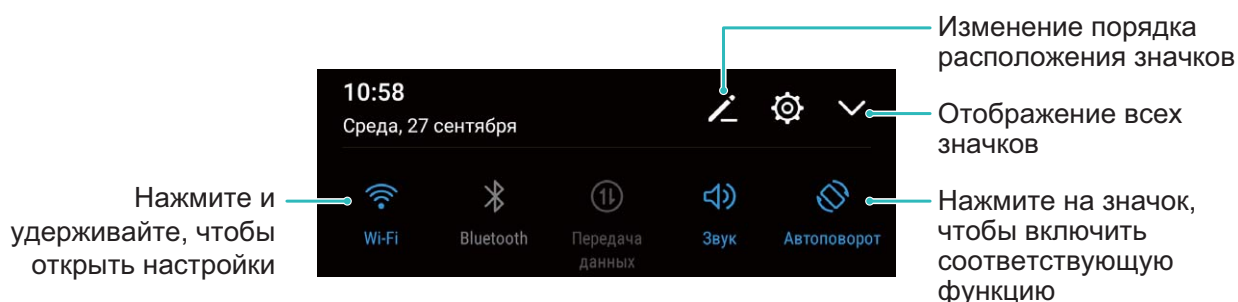 Изменение порядка
расположения значков
10:58
Среда, 27 сентября
Отображение всех
значков
Нажмите и
удерживайте, чтобы
открыть настройки
Wi-Fi
Bluetooth
Передача
данных
Звук
Автоповорот
Нажмите на значок,
чтобы включить
соответствующую
функцию